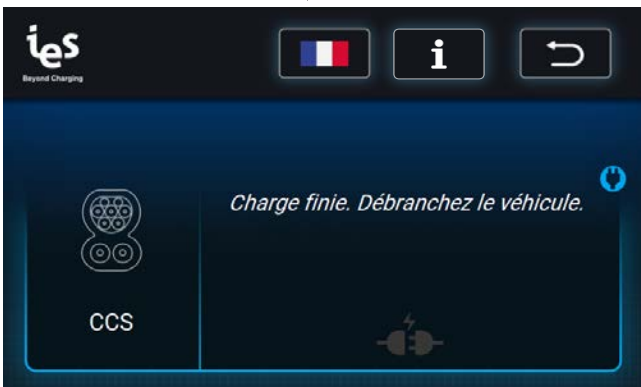 ies
Beyond Charging
i
Charge finie. Débranchez le véhicule.
CCS